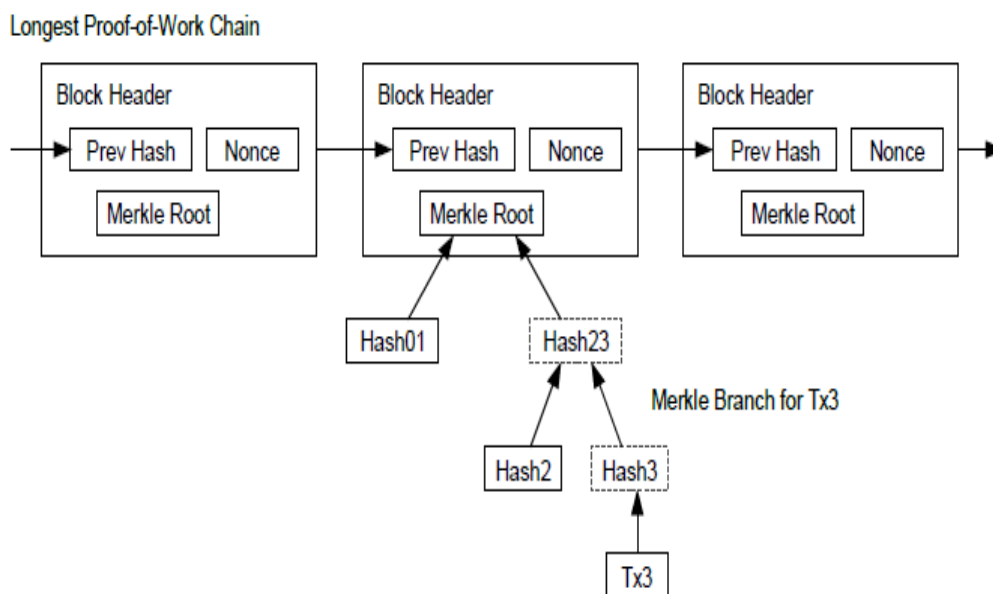 Longest Proof-of-Work Chain
Block Header Block Header Block Header
Prev Hash Nonce Prev Hash Nonce Prev Hash Nonce
Merkle Root Merkle Root Merkle Root
Hash01 Hash23
Merkle Branch for Tx3
Hash2 Hash3
Tx3